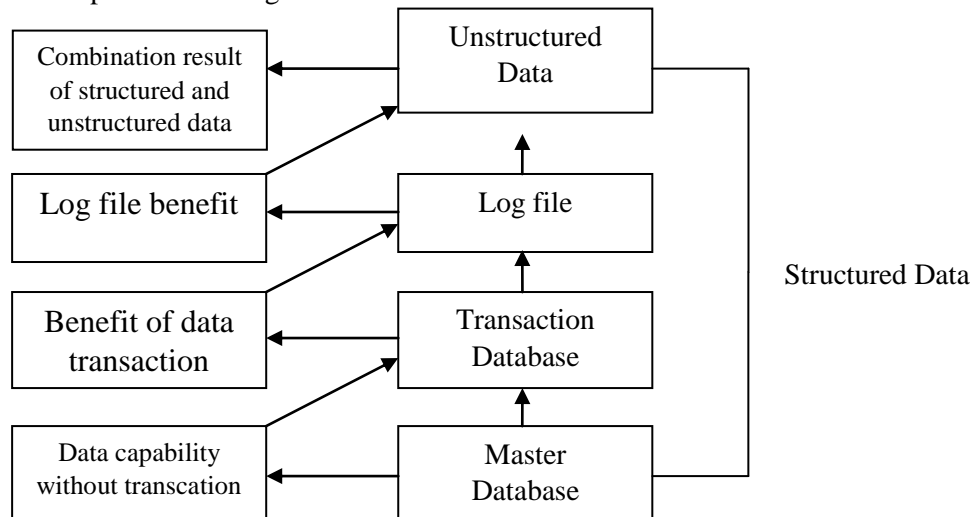 Unstructured
Data
Combination result
of structured and
unstructured data
Log file benefit
Log file
Structured Data
Benefit of data
transaction
Transaction
Database
Data capability
without transcation
Master
Database